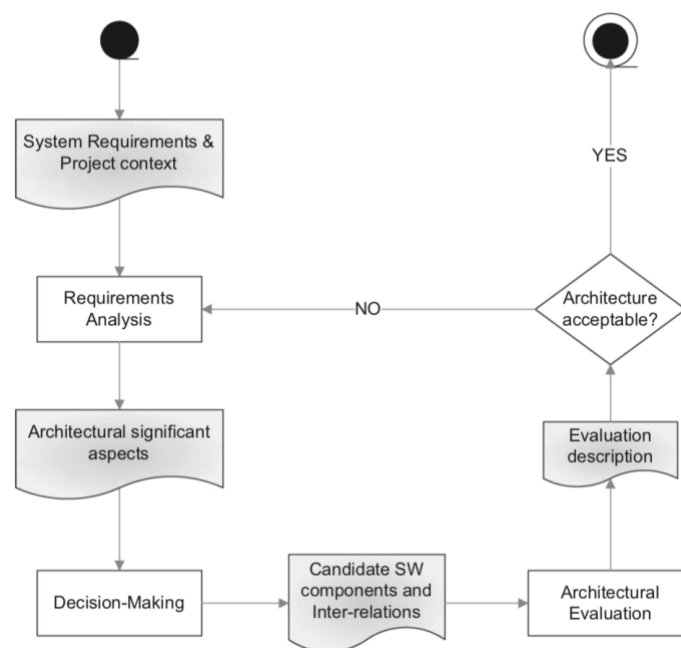 System Requirements &
Project context
YES
Requirements
Analysis
NO
Architecture
acceptable?
Architectural significant
aspects
Evaluation
description
Decision-Making
Candidate SW
components and
Inter-relations
Architectural
Evaluation